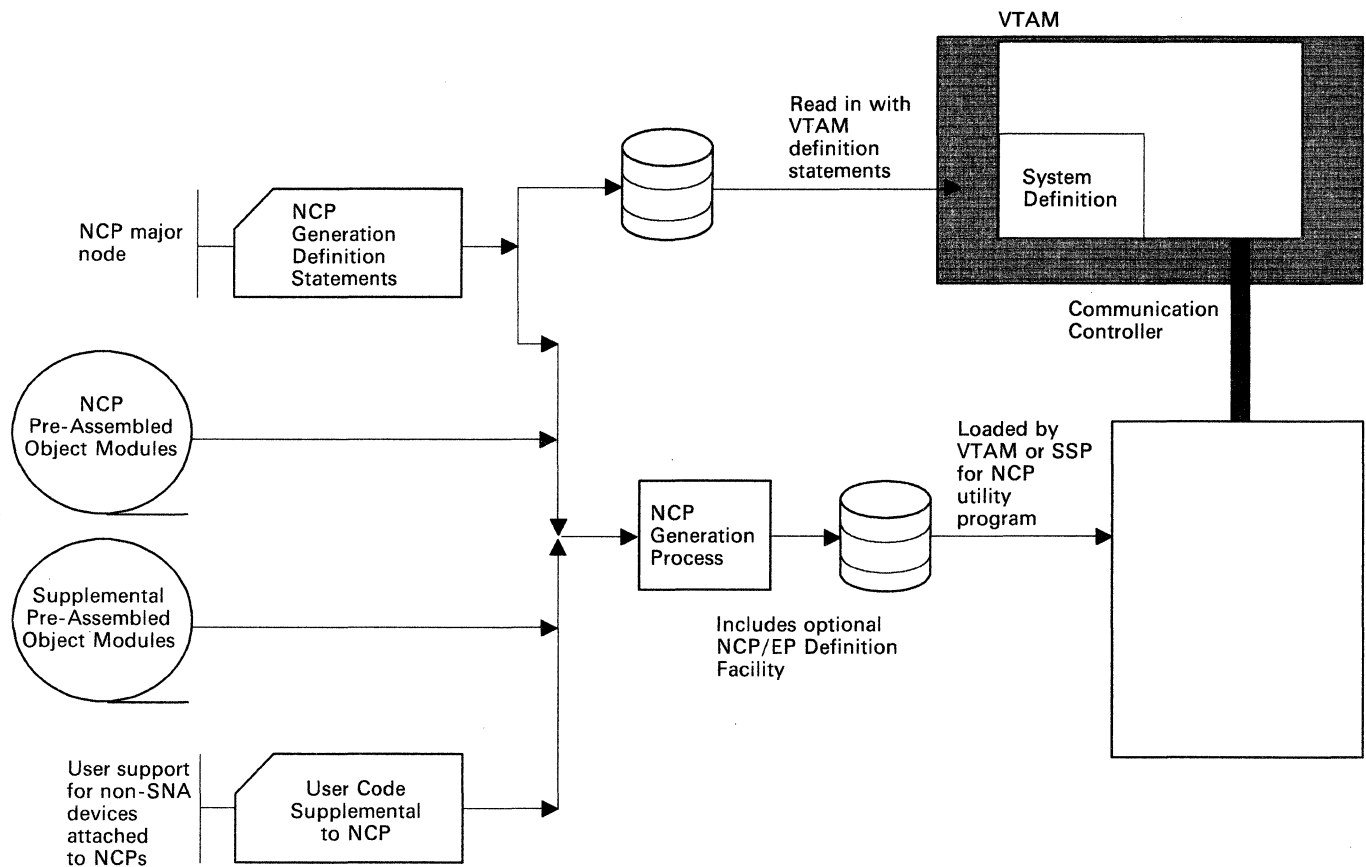 VTAM
Read in with
VTAM
definition
statements
System
Definition
NCP major
node
NCP
Generation
Definition
Statements
Communication
Controller
NCP
Pre-Assembled
Object Modules
Loaded by
VTAM or SSP
for NCP
utility
program
NCP
Generation
Process
Supplemental
Pre-Assembled
Object Modules
Includes optional
NCP/EP Definition
Facility
User support
for non-SNA
devices
attached
to NCPs
User Code
Supplemental
to NCP